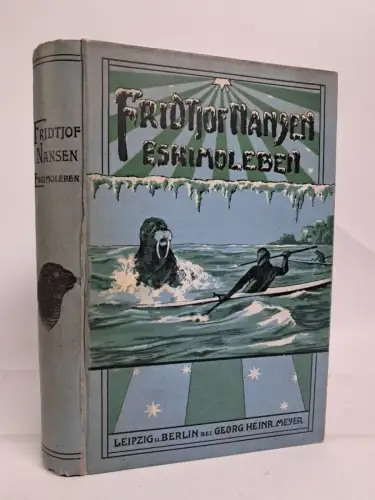 FRIDTJOF
NANSEN
ESKIMOLEBEN
FRIDTJOF NANSEN
ESKIMOLEBEN
LEIPZIG U. BERLIN BEI GEORG HEINR. MEYER